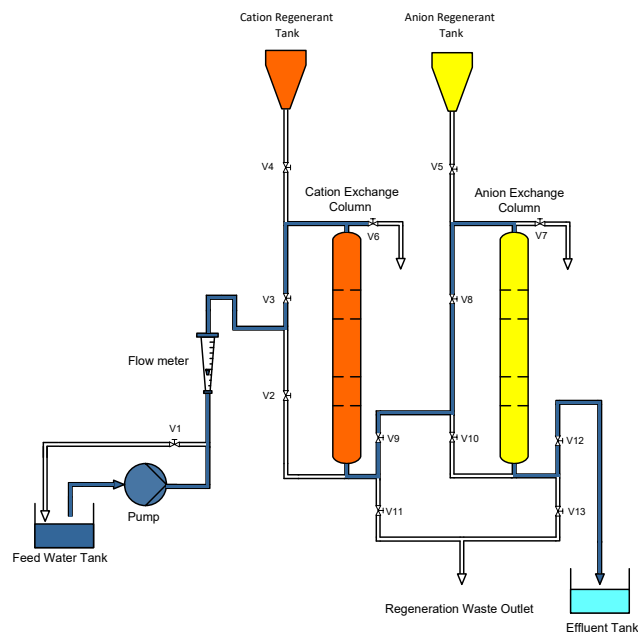 Cation Regenerant
Tank
Anion Regenerant
Tank
V4
V5
Cation Exchange
Column
Anion Exchange
Column
V6
V7
V3
V8
Flow meter
V2
V1
V9
V10
V12
V11
V13
Pump
Feed Water Tank
Regeneration Waste Outlet
Effluent Tank